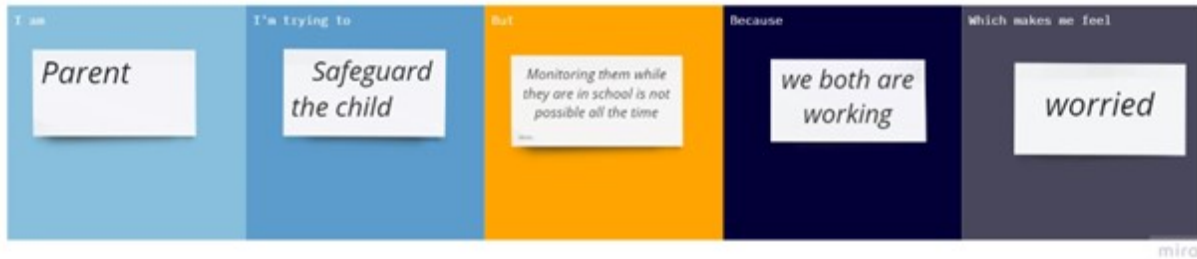 I am
Parent
I'm trying to
Safeguard
the child
But
Monitoring them while
they are in school is not
possible all the time
Because
we both are
working
Which makes me feel
worried
miro